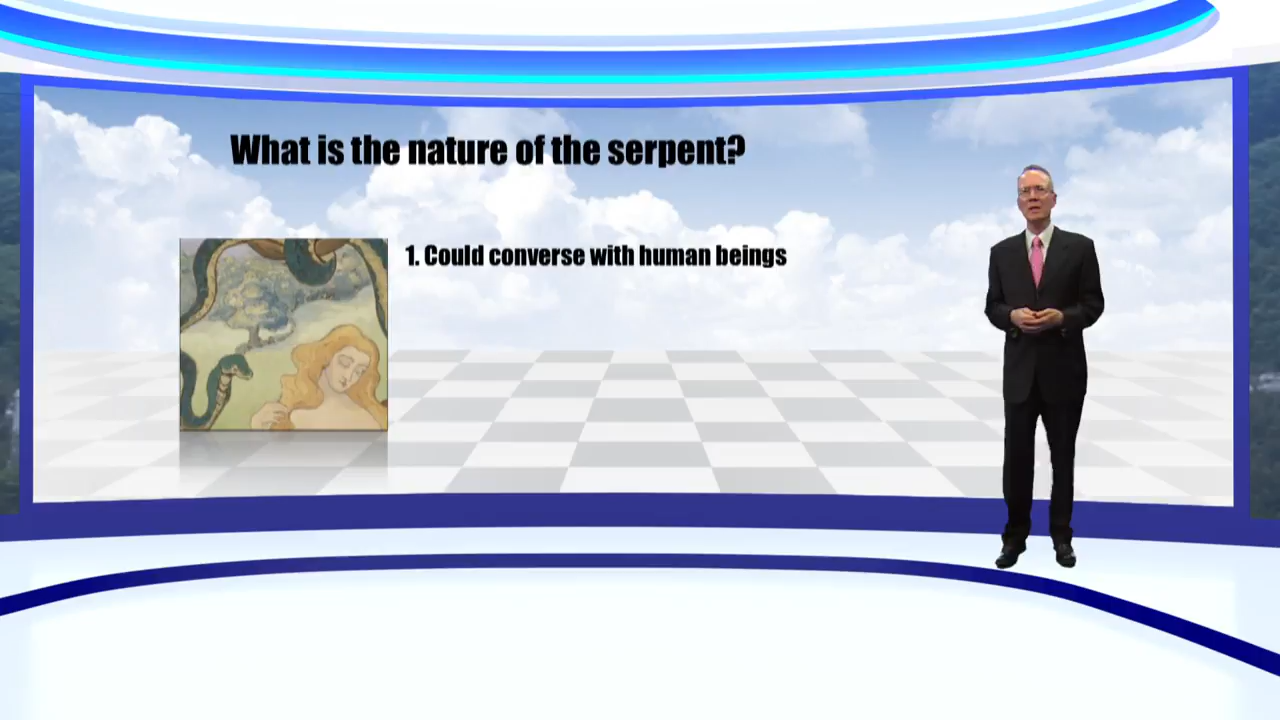 What is the nature of the serpent?
1. Could converse with human beings